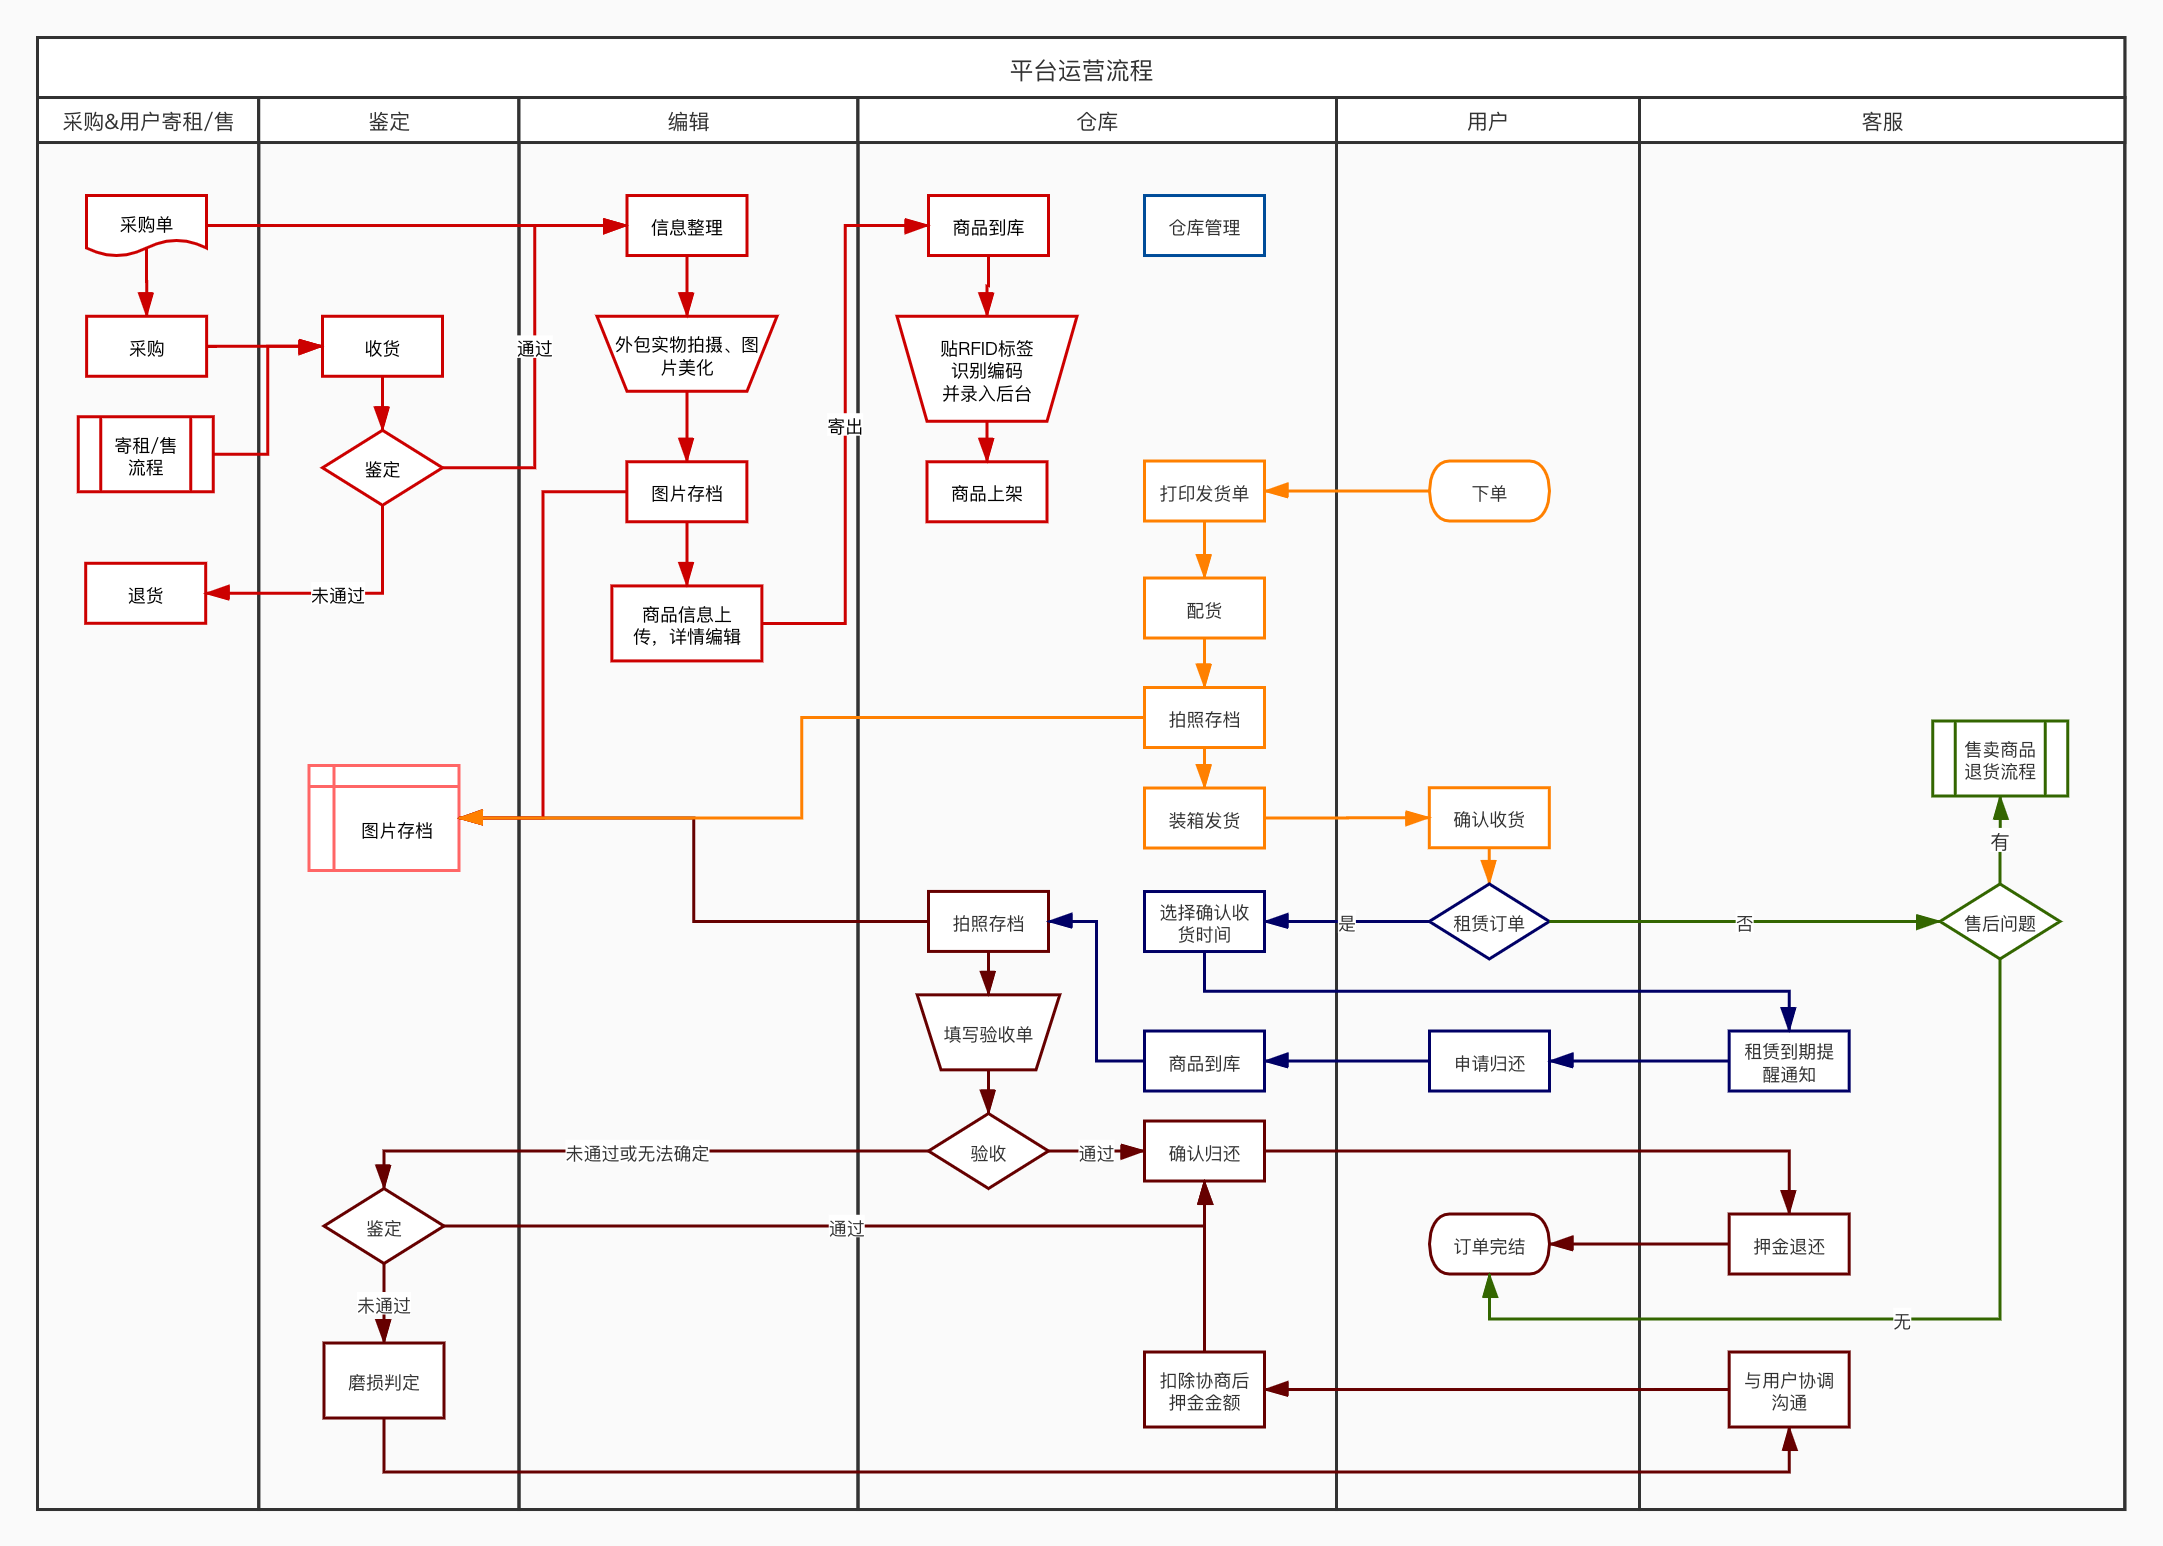 平台运营流程
采购&用户寄租/售
鉴定
编辑
仓库
用户
客服
采购单
信息整理
商品到库
仓库管理
采购
收货
通过
外包实物拍摄、图
片美化
贴RFID标签
识别编码
并录入后台
寄租/售
流程
鉴定
寄出
图片存档
商品上架
打印发货单
下单
退货
未通过
商品信息上
传，详情编辑
配货
拍照存档
售卖商品
退货流程
图片存档
装箱发货
确认收货
有
拍照存档
选择确认收
货时间
是
租赁订单
否
售后问题
填写验收单
商品到库
申请归还
租赁到期提
醒通知
未通过或无法确定
验收
通过
确认归还
鉴定
通过
订单完结
押金退还
未通过
无
磨损判定
扣除协商后
押金金额
与用户协调
沟通